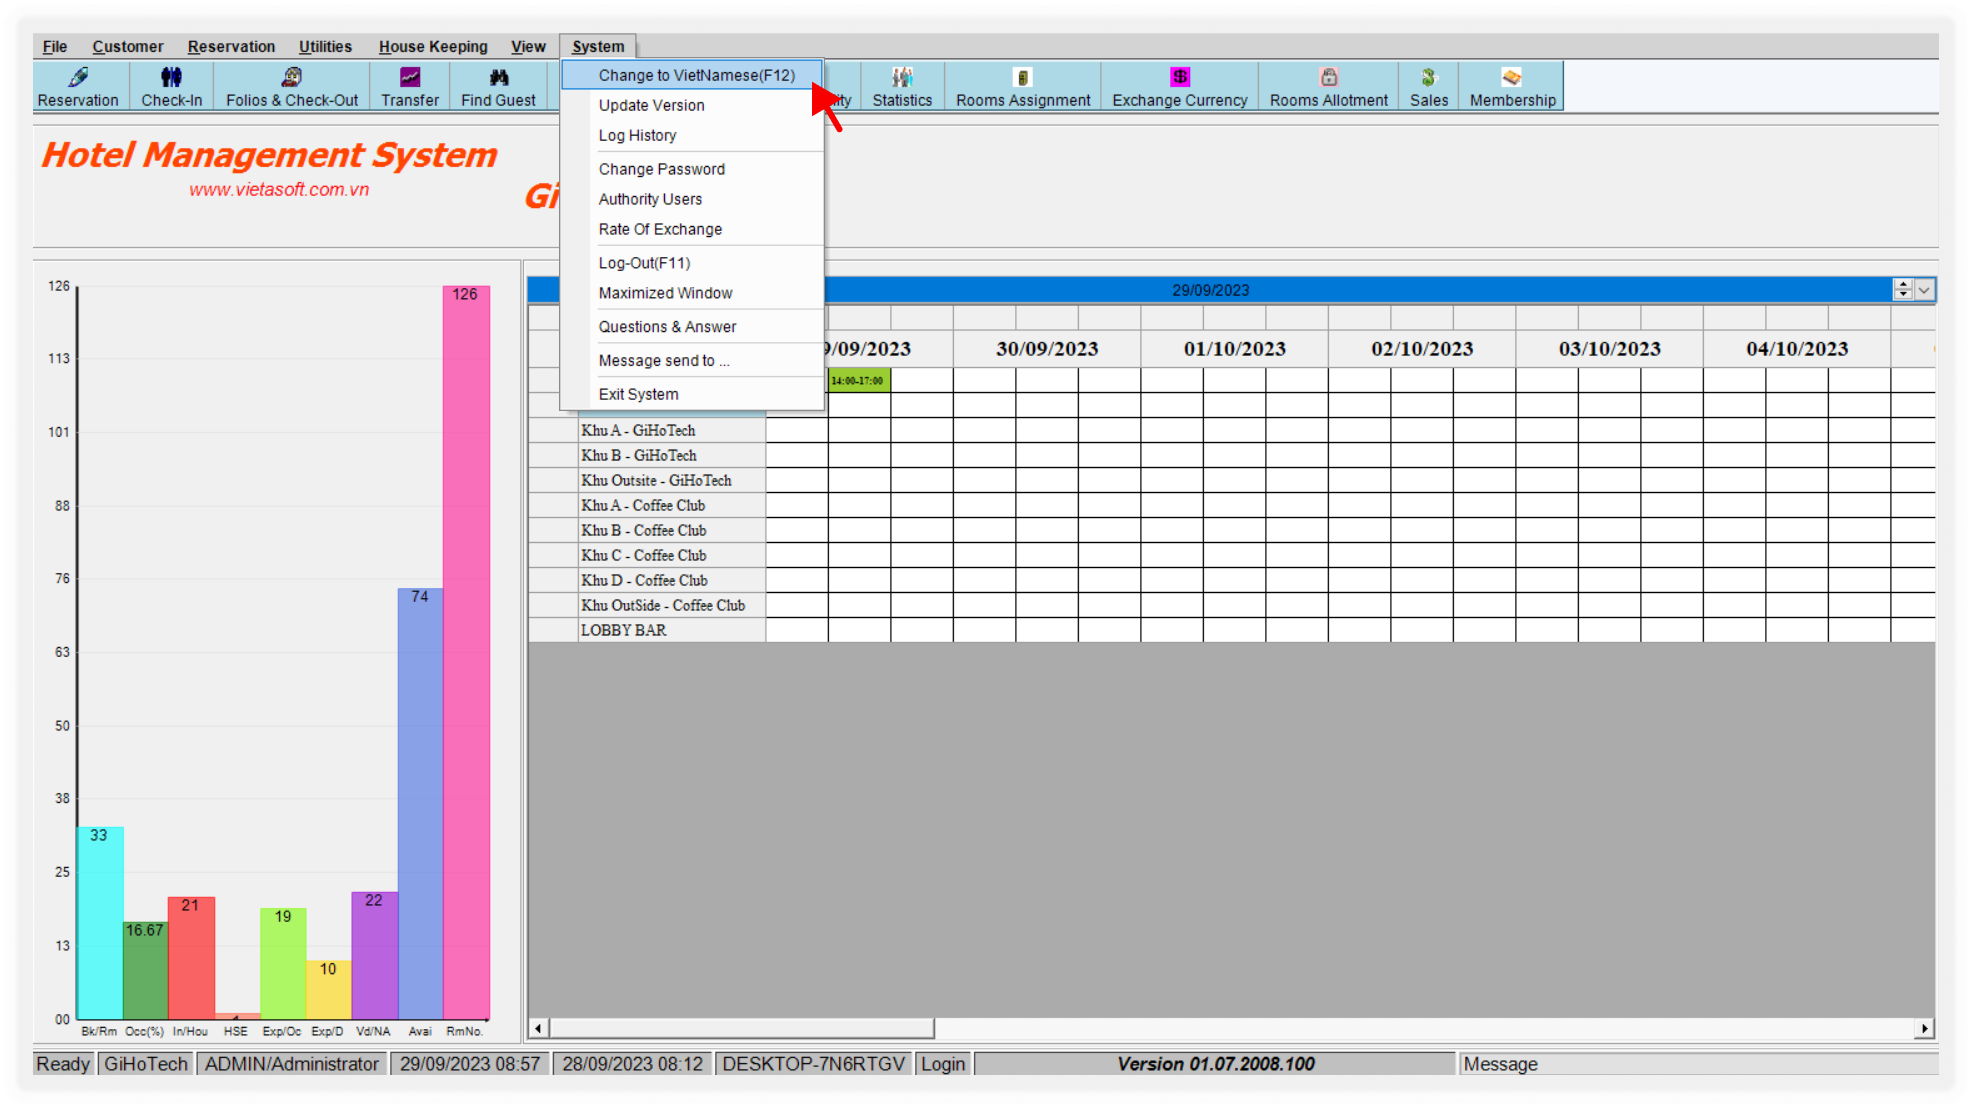 File Customer Reservation Utilities House Keeping View System
Reservation Check-In Folios & Check-Out Transfer Find Guest Statistics Rooms Assignment Exchange Currency Rooms Allotment Sales Membership
Change to VietNamese(F12)
Update Version
Log History
Change Password
Authority Users
Rate Of Exchange
Log-Out(F11)
Maximized Window
Questions & Answer
Message send to ...
Exit System
Hotel Management System
www.vietasoft.com.vn
Gi
126
113
101
88
76
63
50
38
25
13
00
33
16.67
21
19
10
22
74
126
Bk/Rm Occ(%) In/Hou HSE Exp/Oc Exp/D Vd/NA Avai RmNo.
29/09/2023
9/09/2023 30/09/2023 01/10/2023 02/10/2023 03/10/2023 04/10/2023
14:00-17:00
Khu A - GiHoTech
Khu B - GiHoTech
Khu Outsite - GiHoTech
Khu A - Coffee Club
Khu B - Coffee Club
Khu C - Coffee Club
Khu D - Coffee Club
Khu OutSide - Coffee Club
LOBBY BAR
Ready GiHoTech ADMIN/Administrator 29/09/2023 08:57 28/09/2023 08:12 DESKTOP-7N6RTGV Login Version 01.07.2008.100 Message